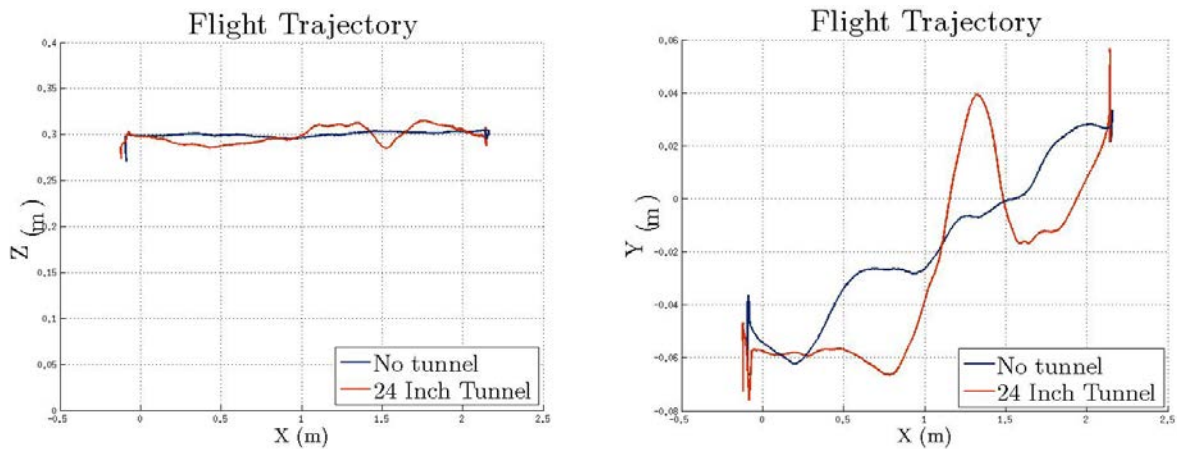 Flight Trajectory
0.4
0.35
0.3
0.25
0.2
0.15
0.1
0.05
0
Z (m)
No tunnel
24 Inch Tunnel
-0.5 0 0.5 1 1.5 2 2.5
X (m)
Flight Trajectory
0.06
0.04
0.02
0
-0.02
-0.04
-0.06
-0.08
Y (m)
No tunnel
24 Inch Tunnel
-0.5 0 0.5 1 1.5 2 2.5
X (m)